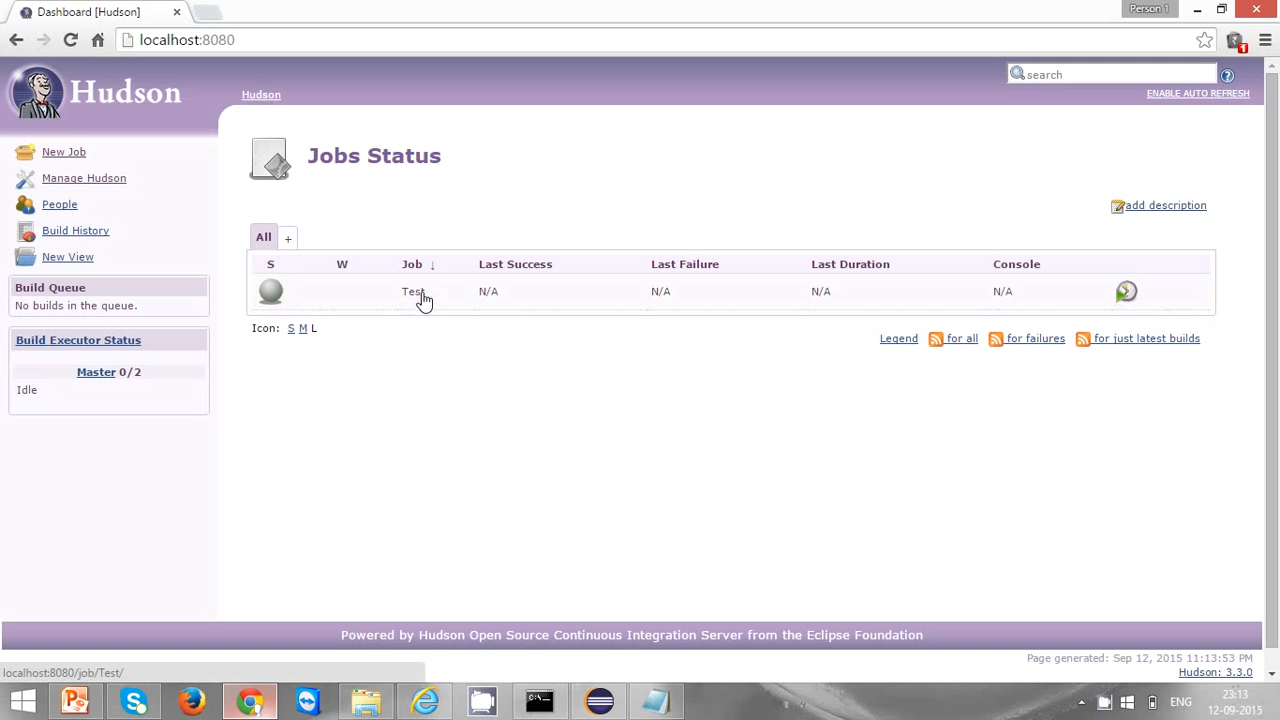 Dashboard [Hudson]
Person 1
localhost:8080
1
Hudson
Hudson
search
ENABLE AUTO REFRESH
New Job
Manage Hudson
People
Build History
New View
Build Queue
No builds in the queue.
Build Executor Status
Master 0/2
Idle
Jobs Status
add description
All +
S W Job ↓ Last Success Last Failure Last Duration Console
Test N/A N/A N/A N/A
Icon: S M L
Legend for all for failures for just latest builds
Powered by Hudson Open Source Continuous Integration Server from the Eclipse Foundation
Page generated: Sep 12, 2015 11:13:53 PM
Hudson: 3.3.0
localhost:8080/job/Test/
ENG
23:13
12-09-2015